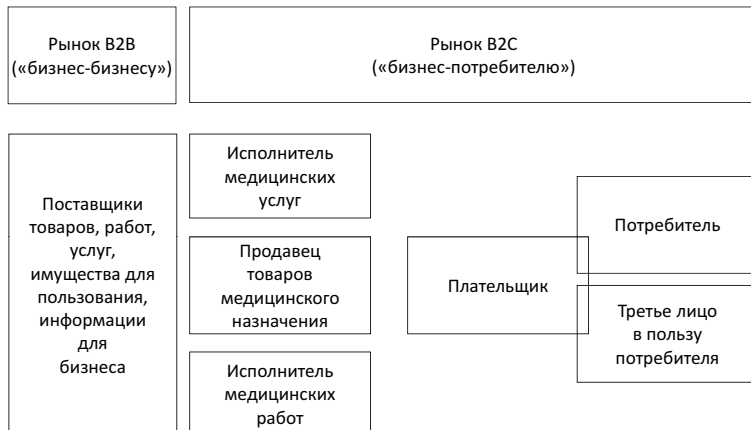 Рынок B2B
(«бизнес-бизнесу»)
Рынок B2C
(«бизнес-потребителю»)
Поставщики
товаров, работ,
услуг,
имущества для
пользования,
информации
для
бизнеса
Исполнитель
медицинских
услуг
Продавец
товаров
медицинского
назначения
Исполнитель
медицинских
работ
Плательщик
Потребитель
Третье лицо
в пользу
потребителя